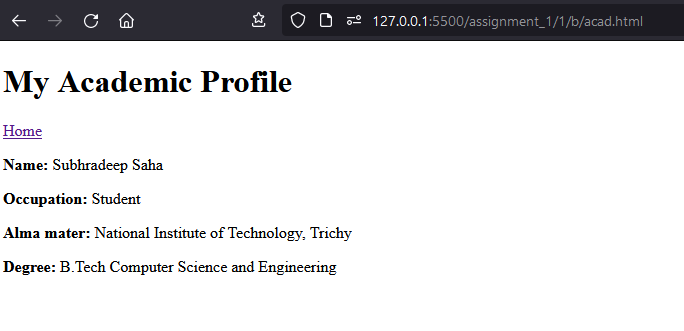 127.0.0.1:5500/assignment_1/1/b/acad.html
My Academic Profile
Home
Name: Subhradeep Saha
Occupation: Student
Alma mater: National Institute of Technology, Trichy
Degree: B.Tech Computer Science and Engineering